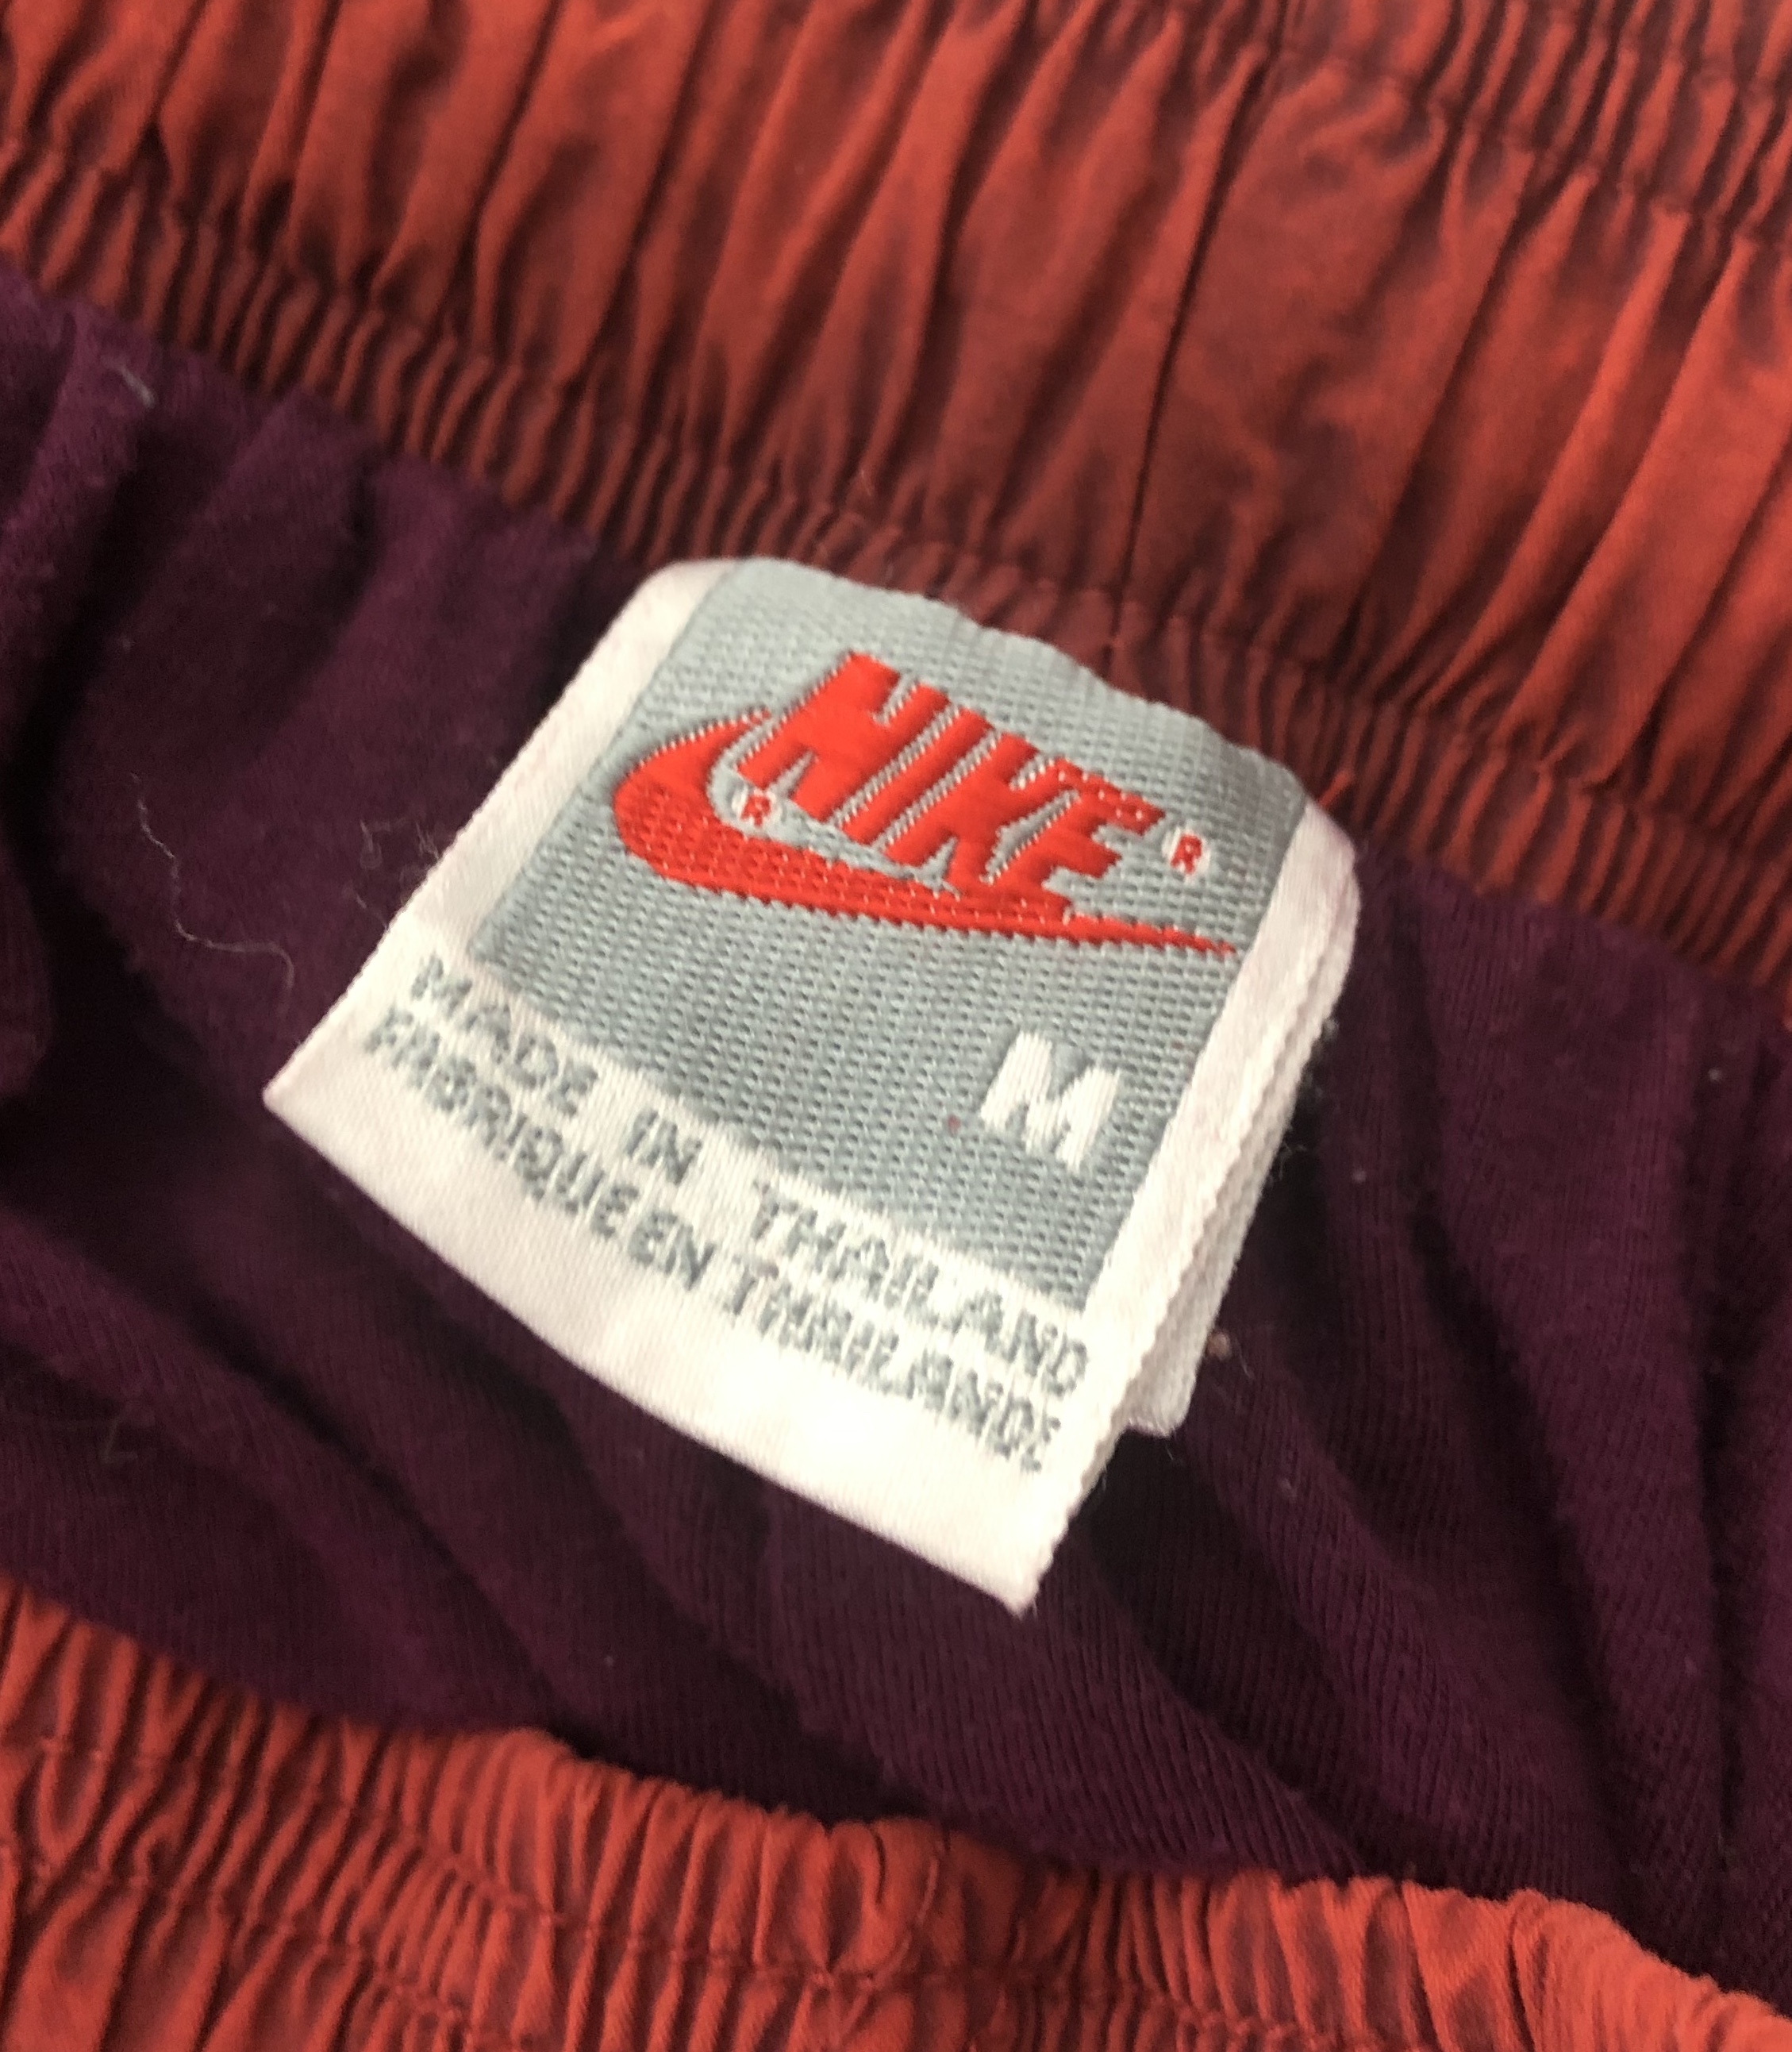 NIKE®
®
M
MADE IN THAILAND
FABRIQUE EN THAILANDE